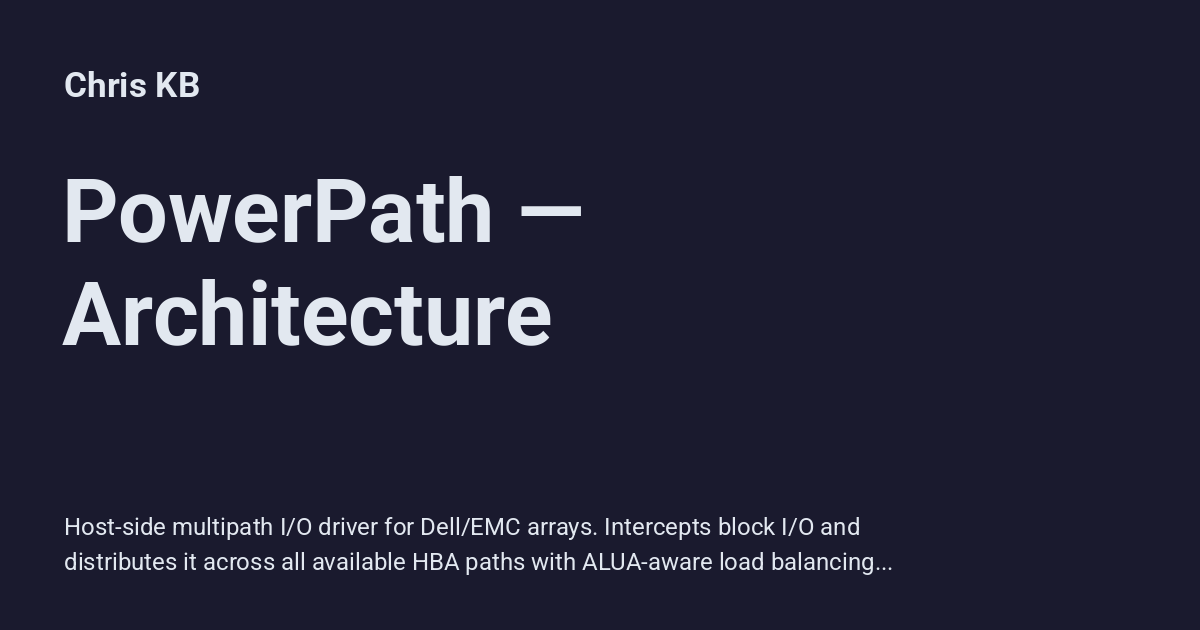 Chris KB
PowerPath —
Architecture
Host-side multipath I/O driver for Dell/EMC arrays. Intercepts block I/O and
distributes it across all available HBA paths with ALUA-aware load balancing...